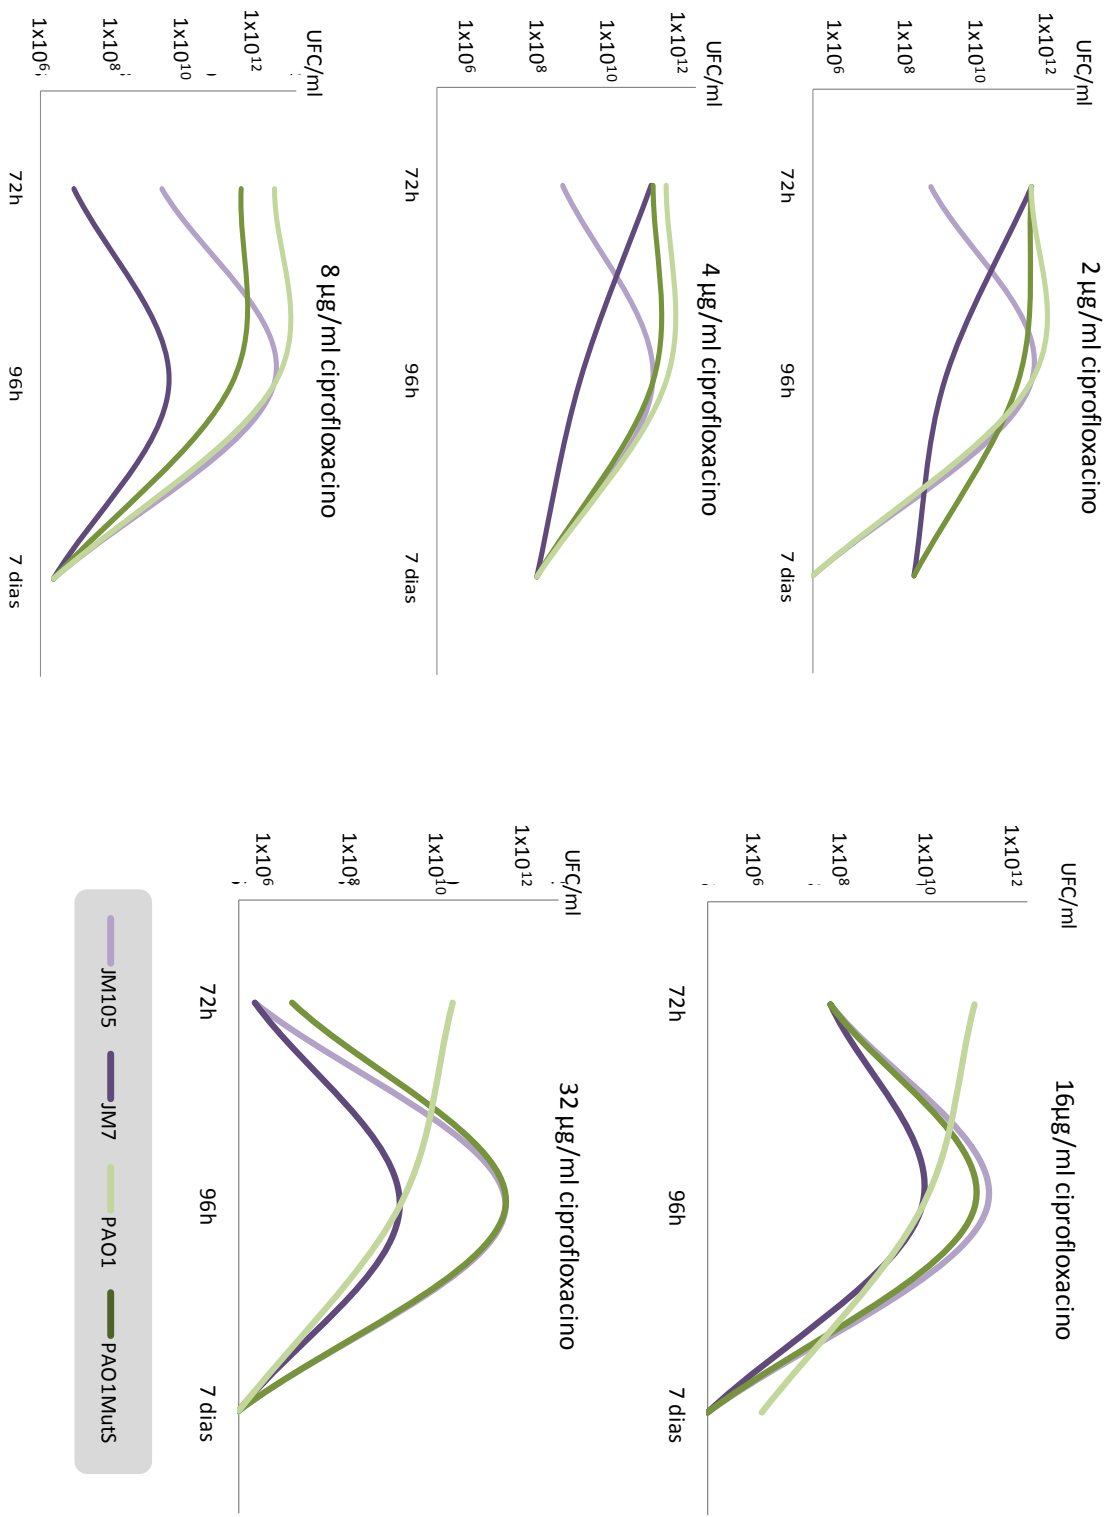 2 µg/ml ciprofloxacino
UFC/ml
1x10¹²
1x10¹⁰
1x10⁸
1x10⁶
72h 96h 7 dias
16µg/ml ciprofloxacino
UFC/ml
1x10¹²
1x10¹⁰
1x10⁸
1x10⁶
72h 96h 7 dias
4 µg/ml ciprofloxacino
UFC/ml
1x10¹²
1x10¹⁰
1x10⁸
1x10⁶
72h 96h 7 dias
32 µg/ml ciprofloxacino
UFC/ml
1x10¹²
1x10¹⁰
1x10⁸
1x10⁶
72h 96h 7 dias
8 µg/ml ciprofloxacino
UFC/ml
1x10¹²
1x10¹⁰
1x10⁸
1x10⁶
72h 96h 7 dias
JM105 JM7 PAO1 PAO1MutS